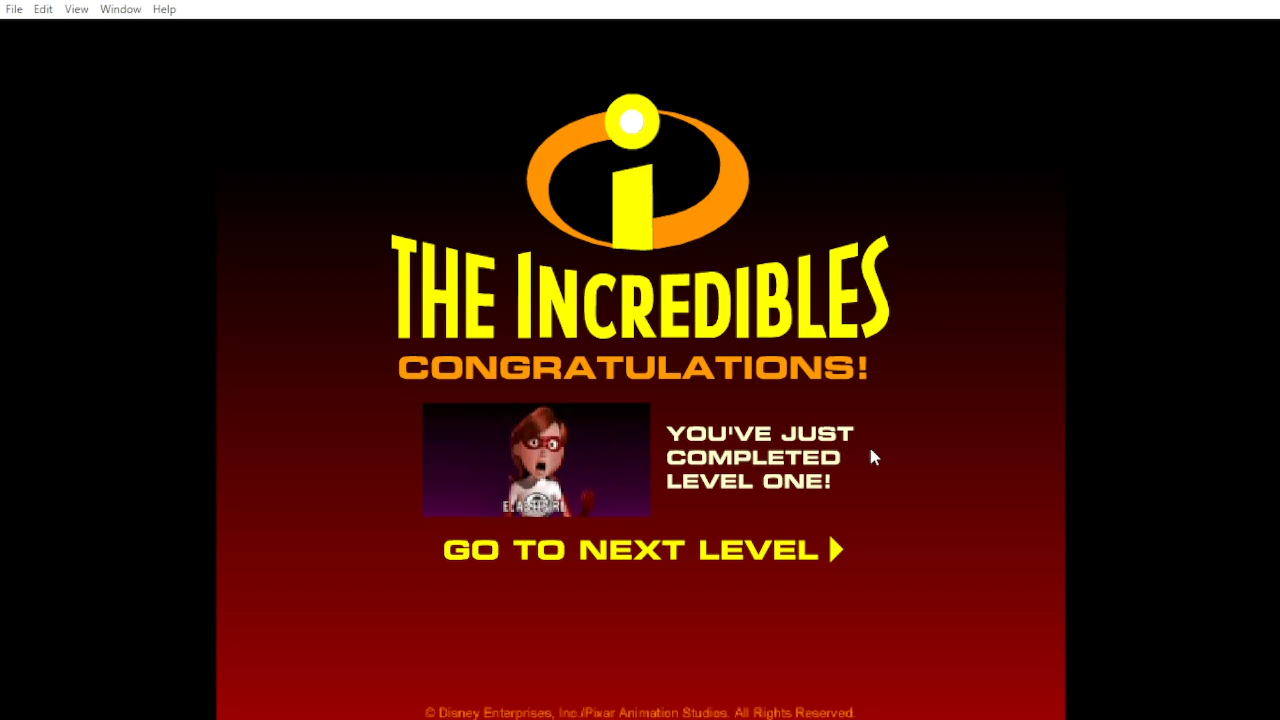 File Edit View Window Help
i
THE INCREDIBLES
CONGRATULATIONS!
YOU'VE JUST
COMPLETED
LEVEL ONE!
ELASTIGIRL
GO TO NEXT LEVEL
© Disney Enterprises, Inc./Pixar Animation Studios. All Rights Reserved.